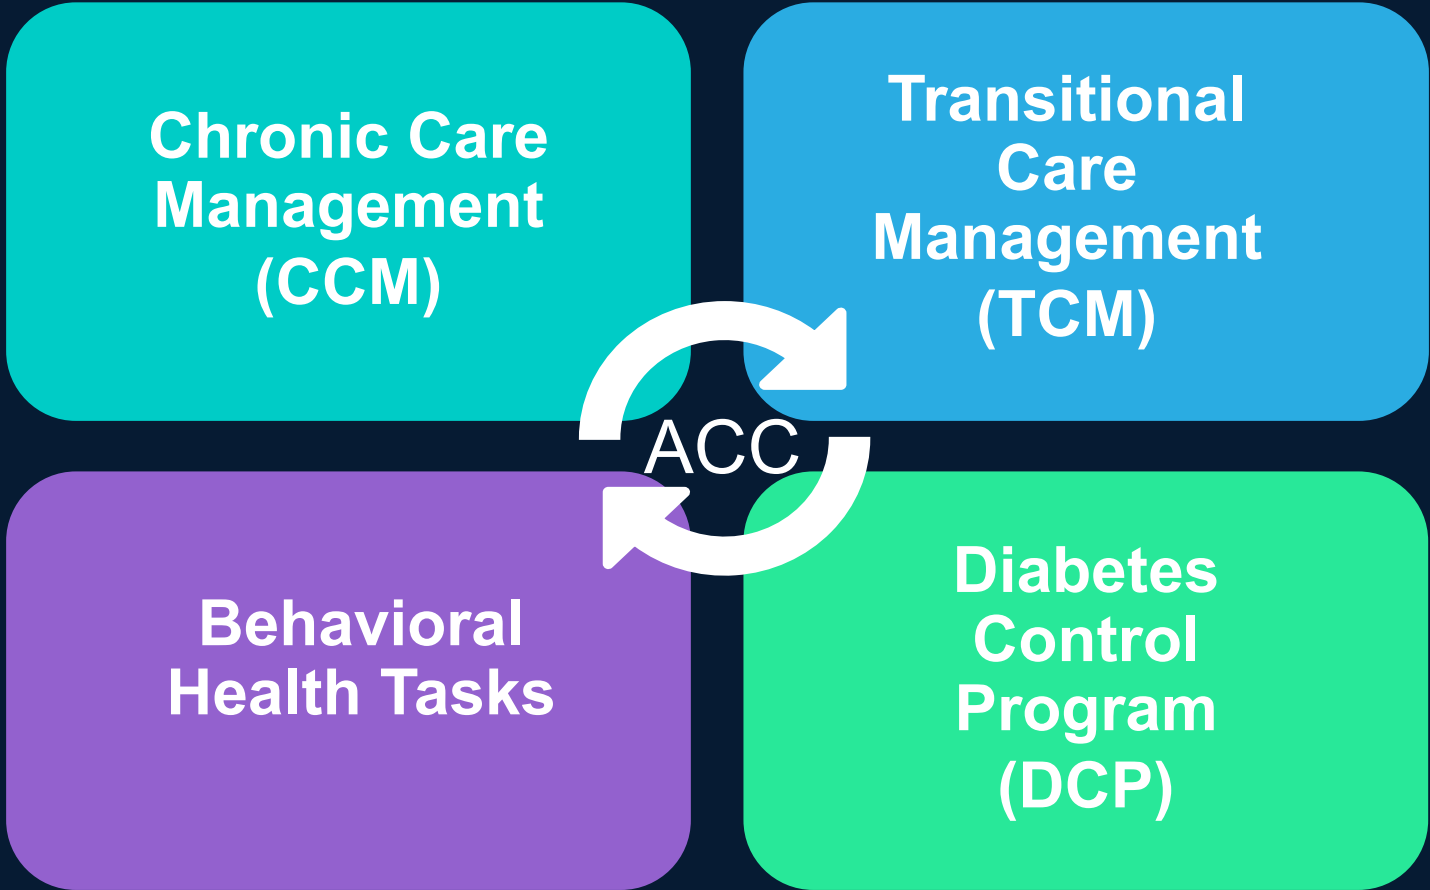 Chronic Care
Management
(CCM)
Transitional
Care
Management
(TCM)
ACC
Behavioral
Health Tasks
Diabetes
Control
Program
(DCP)